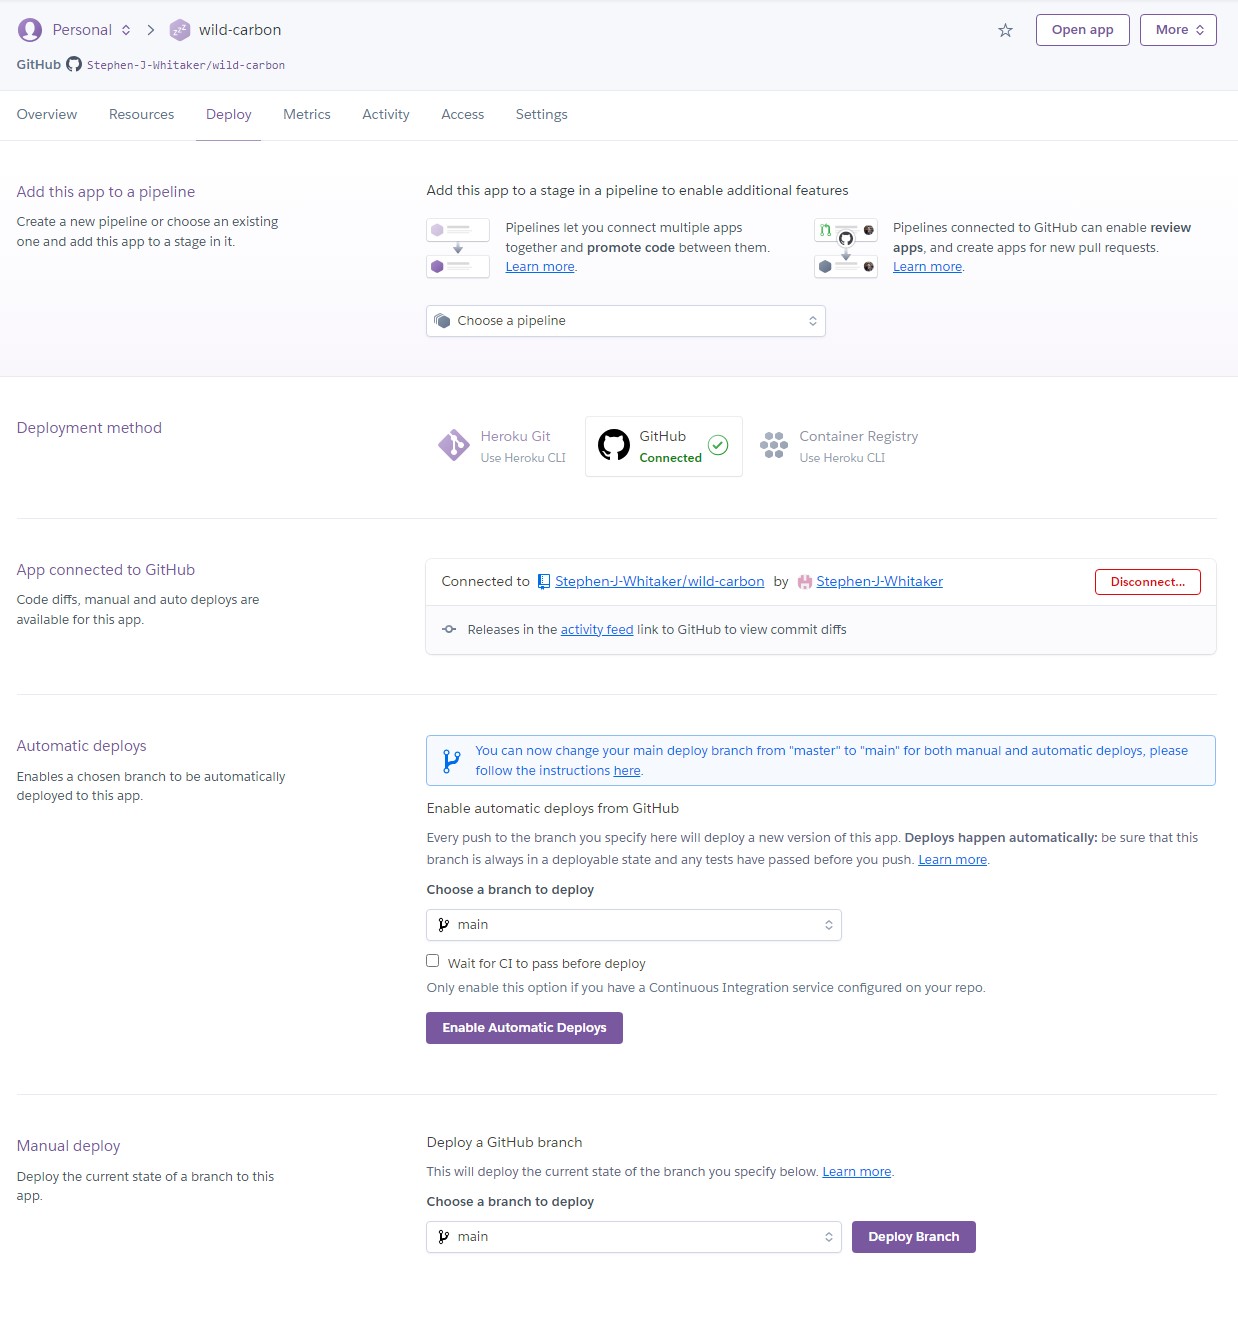 Personal
wild-carbon
Open app
More
GitHub Stephen-J-Whitaker/wild-carbon
Overview
Resources
Deploy
Metrics
Activity
Access
Settings
Add this app to a pipeline
Create a new pipeline or choose an existing
one and add this app to a stage in it.
Add this app to a stage in a pipeline to enable additional features
Pipelines let you connect multiple apps
together and promote code between them.
Learn more.
Pipelines connected to GitHub can enable review
apps, and create apps for new pull requests.
Learn more.
Choose a pipeline
Deployment method
Heroku Git
Use Heroku CLI
GitHub
Connected
Container Registry
Use Heroku CLI
App connected to GitHub
Code diffs, manual and auto deploys are
available for this app.
Connected to Stephen-J-Whitaker/wild-carbon by Stephen-J-Whitaker
Disconnect...
Releases in the activity feed link to GitHub to view commit diffs
Automatic deploys
Enables a chosen branch to be automatically
deployed to this app.
You can now change your main deploy branch from "master" to "main" for both manual and automatic deploys, please
follow the instructions here.
Enable automatic deploys from GitHub
Every push to the branch you specify here will deploy a new version of this app. Deploys happen automatically: be sure that this
branch is always in a deployable state and any tests have passed before you push. Learn more.
Choose a branch to deploy
main
Wait for CI to pass before deploy
Only enable this option if you have a Continuous Integration service configured on your repo.
Enable Automatic Deploys
Manual deploy
Deploy the current state of a branch to this
app.
Deploy a GitHub branch
This will deploy the current state of the branch you specify below. Learn more.
Choose a branch to deploy
main
Deploy Branch